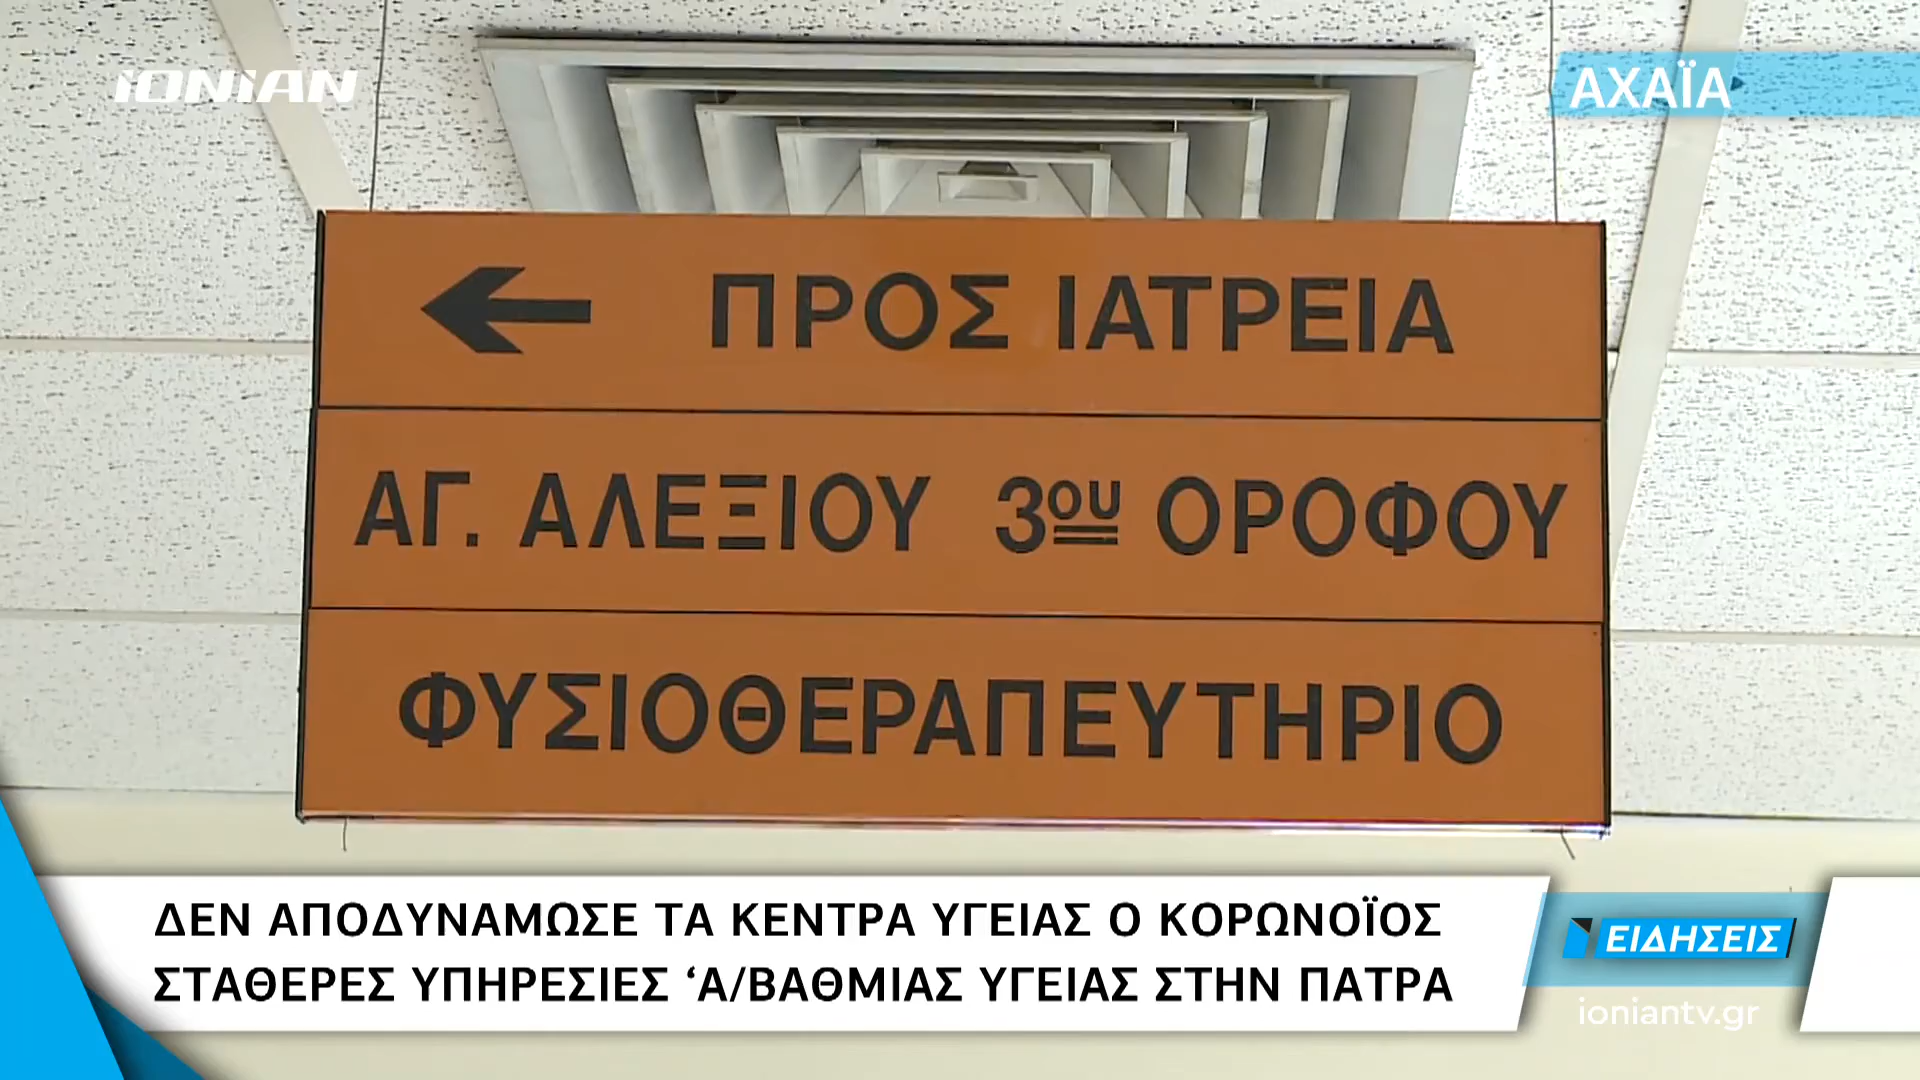 iONiAN
ΑΧΑΪΑ
ΠΡΟΣ ΙΑΤΡΕΙΑ
ΑΓ. ΑΛΕΞΙΟΥ 3ου ΟΡΟΦΟΥ
ΦΥΣΙΟΘΕΡΑΠΕΥΤΗΡΙΟ
ΔΕΝ ΑΠΟΔΥΝΑΜΩΣΕ ΤΑ ΚΕΝΤΡΑ ΥΓΕΙΑΣ Ο ΚΟΡΩΝΟΪΟΣ
ΣΤΑΘΕΡΕΣ ΥΠΗΡΕΣΙΕΣ ‘Α/ΒΑΘΜΙΑΣ ΥΓΕΙΑΣ ΣΤΗΝ ΠΑΤΡΑ
ΕΙΔΗΣΕΙΣ
ioniantv.gr